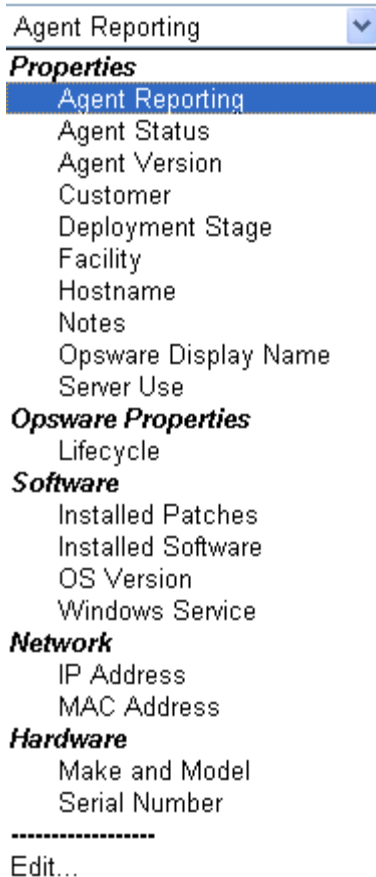 Agent Reporting
Properties
Agent Reporting
Agent Status
Agent Version
Customer
Deployment Stage
Facility
Hostname
Notes
Opsware Display Name
Server Use
Opsware Properties
Lifecycle
Software
Installed Patches
Installed Software
OS Version
Windows Service
Network
IP Address
MAC Address
Hardware
Make and Model
Serial Number
------------------
Edit...